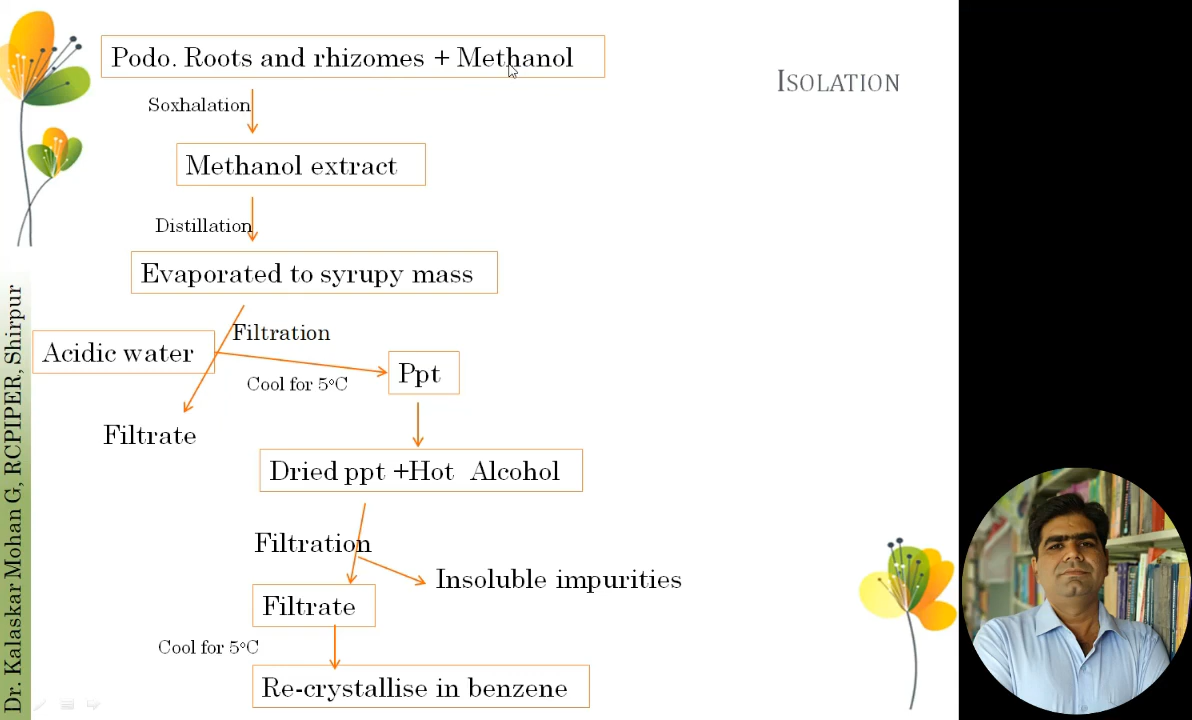 Podo. Roots and rhizomes + Methanol
ISOLATION
Soxhalation
Methanol extract
Distillation
Evaporated to syrupy mass
Filtration
Acidic water
Cool for 5°C
Ppt
Filtrate
Dried ppt +Hot Alcohol
Filtration
Insoluble impurities
Filtrate
Cool for 5°C
Re-crystallise in benzene
Dr. Kalaskar Mohan G, RCPIPER, Shirpur